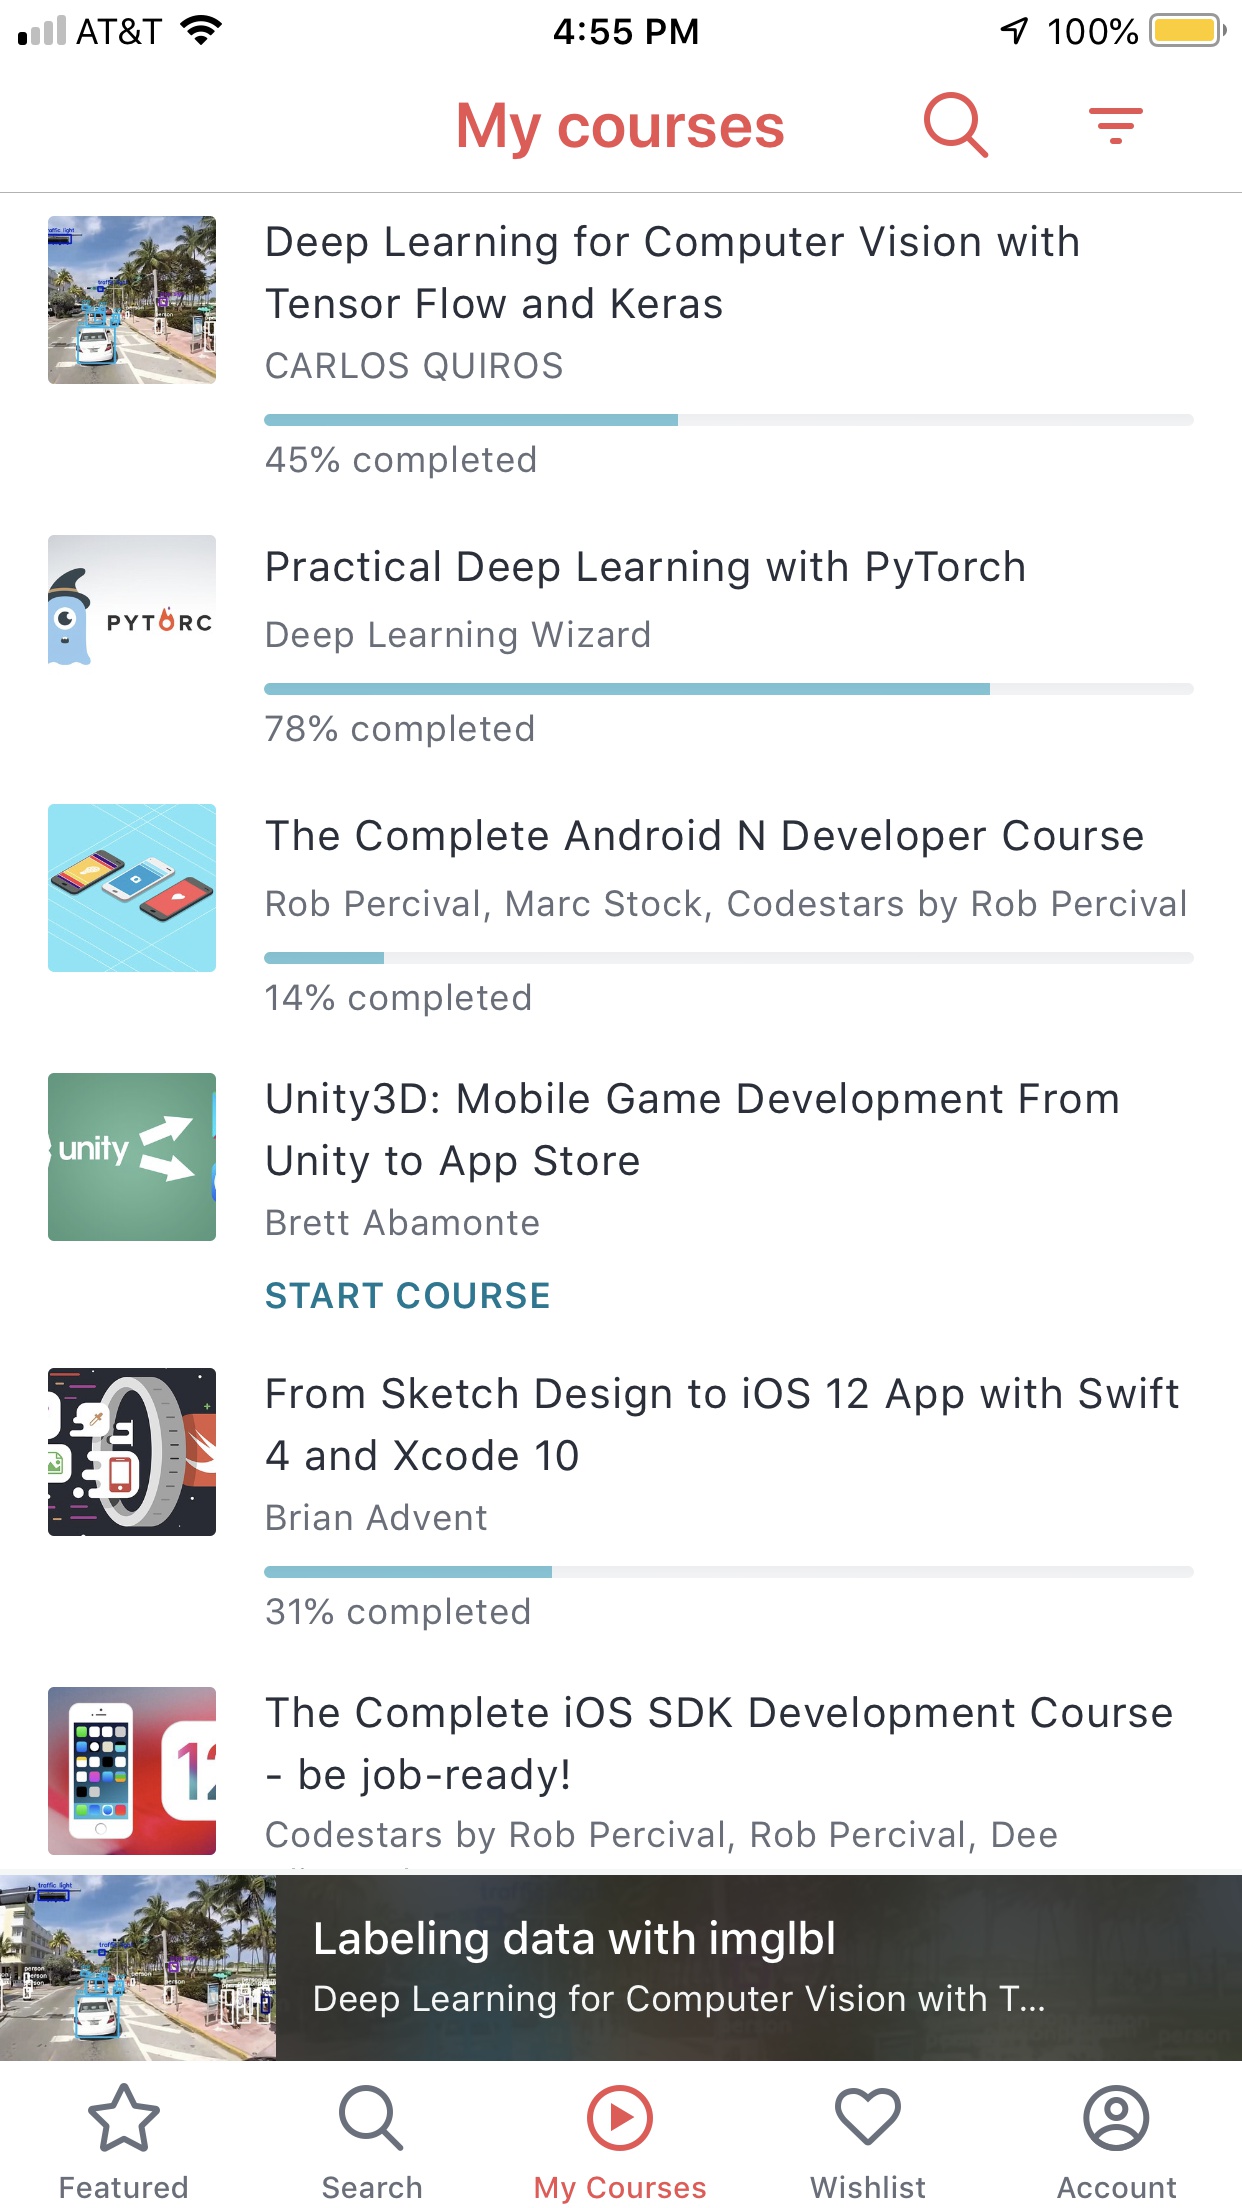 AT&T
4:55 PM
100%
My courses
Deep Learning for Computer Vision with
Tensor Flow and Keras
CARLOS QUIROS
45% completed
PYTORC
Practical Deep Learning with PyTorch
Deep Learning Wizard
78% completed
The Complete Android N Developer Course
Rob Percival, Marc Stock, Codestars by Rob Percival
14% completed
unity
Unity3D: Mobile Game Development From
Unity to App Store
Brett Abamonte
START COURSE
From Sketch Design to iOS 12 App with Swift
4 and Xcode 10
Brian Advent
31% completed
12
The Complete iOS SDK Development Course
- be job-ready!
Codestars by Rob Percival, Rob Percival, Dee
traffic light
Labeling data with imglbl
Deep Learning for Computer Vision with T...
Featured
Search
My Courses
Wishlist
Account